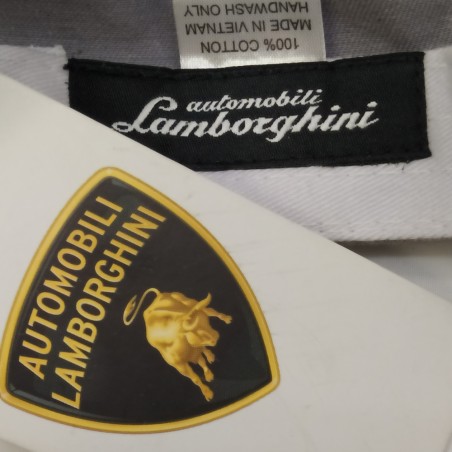 100% COTTON
MADE IN VIETNAM
HANDWASH ONLY
automobili
Lamborghini
AUTOMOBILI
LAMBORGHINI